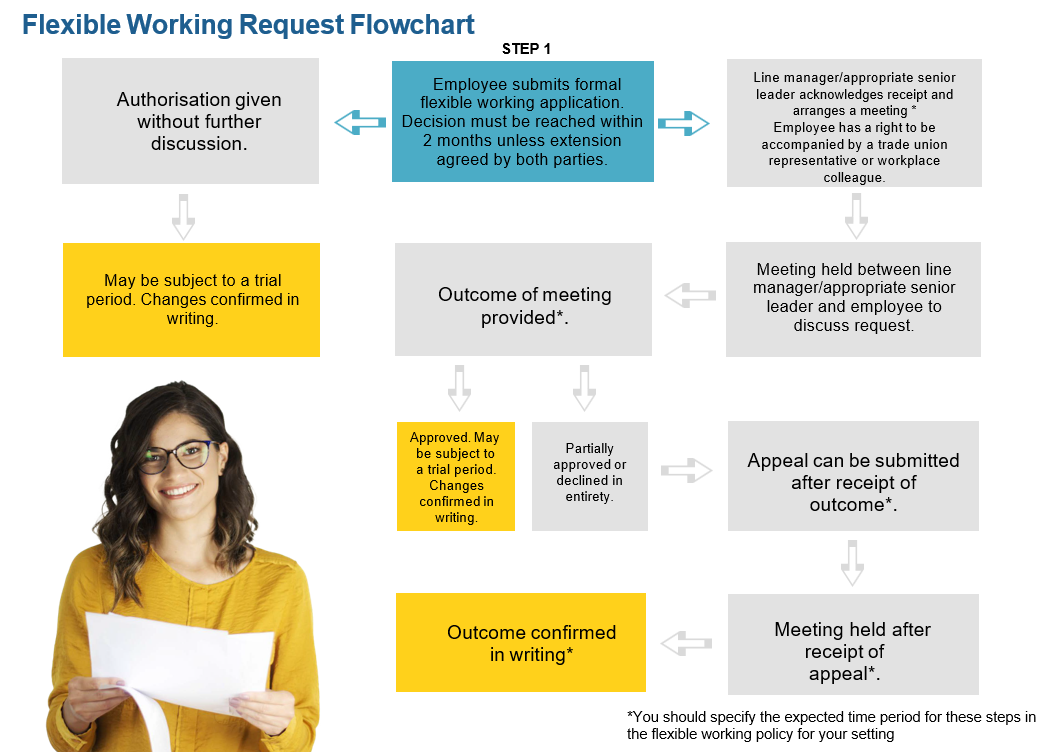 Flexible Working Request Flowchart
STEP 1
Authorisation given
without further
discussion.
Employee submits formal
flexible working application.
Decision must be reached within
2 months unless extension
agreed by both parties.
Line manager/appropriate senior
leader acknowledges receipt and
arranges a meeting *
Employee has a right to be
accompanied by a trade union
representative or workplace
colleague.
May be subject to a trial
period. Changes confirmed in
writing.
Outcome of meeting
provided*.
Meeting held between line
manager/appropriate senior
leader and employee to
discuss request.
Approved. May
be subject to
a trial period.
Changes
confirmed in
writing.
Partially
approved or
declined in
entirety.
Appeal can be submitted
after receipt of
outcome*.
Outcome confirmed
in writing*
Meeting held after
receipt of
appeal*.
*You should specify the expected time period for these steps in
the flexible working policy for your setting